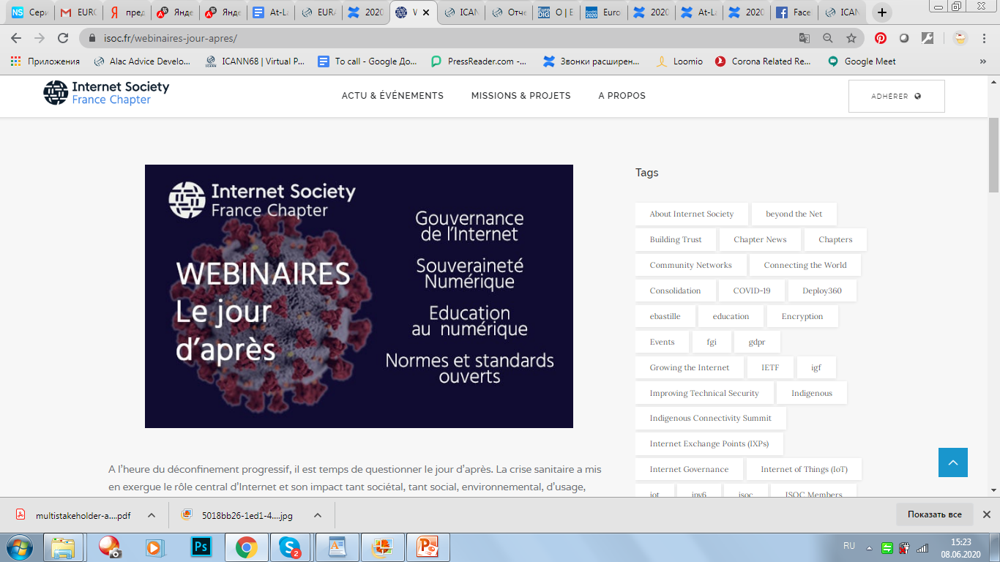 Сери
EURO
пред
Янде
Янде
At-La
EURA
2020
W
ICAN
Отче
O | E
Euro
2020
At-La
2020
Face
ICAN
isoc.fr/webinaires-jour-apres/
Приложения
Alac Advice Develo...
ICANN68 | Virtual P...
To call - Google До...
PressReader.com -...
Звонки расширен...
Loomio
Corona Related Re...
Google Meet
»
Internet Society
France Chapter
ACTU & ÉVÉNEMENTS
MISSIONS & PROJETS
A PROPOS
ADHÉRER
Internet Society
France Chapter
WEBINAIRES
Le jour
d'après
Gouvernance
de l'Internet
Souveraineté
Numérique
Education
au numérique
Normes et standards
ouverts
Tags
About Internet Society
beyond the Net
Building Trust
Chapter News
Chapters
Community Networks
Connecting the World
Consolidation
COVID-19
Deploy360
ebastille
education
Encryption
Events
fgi
gdpr
Growing the Internet
IETF
igf
Improving Technical Security
Indigenous
Indigenous Connectivity Summit
Internet Exchange Points (IXPs)
Internet Governance
Internet of Things (IoT)
iot
ipv6
isoc
ISOC Members
A l'heure du déconfinement progressif, il est temps de questionner le jour d'après. La crise sanitaire a mis
en exergue le rôle central d'Internet et son impact tant sociétal, tant social, environnemental, d'usage,
multistakeholder-a....pdf
5018bb26-1ed1-4....jpg
Показать все
Ps
2
RU
15:23
08.06.2020